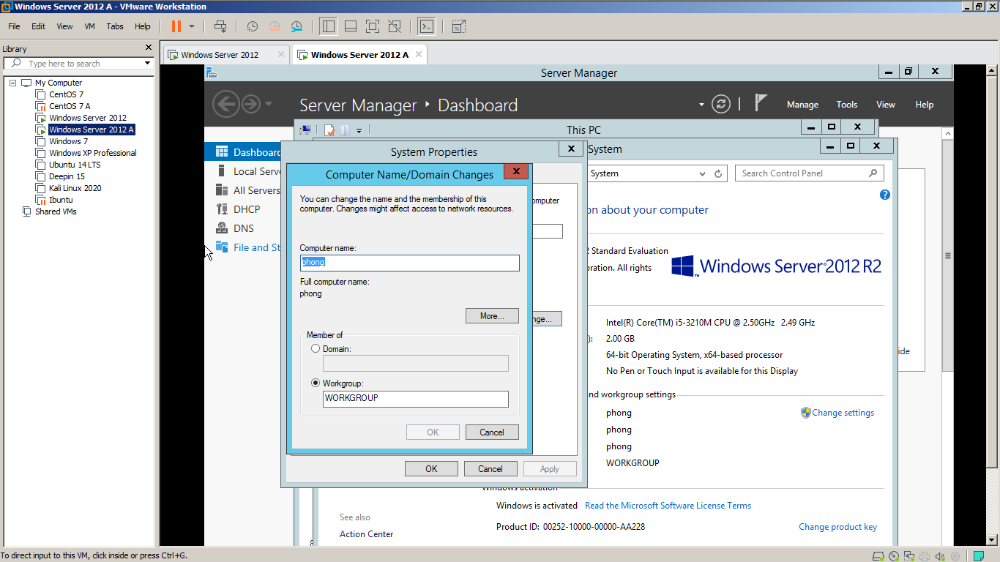 Windows Server 2012 A - VMware Workstation
File Edit View VM Tabs Help
Library
Type here to search
My Computer
CentOS 7
CentOS 7 A
Windows Server 2012
Windows Server 2012 A
Windows 7
Windows XP Professional
Ubuntu 14 LTS
Deepin 15
Kali Linux 2020
Ibuntu
Shared VMs
Windows Server 2012
Windows Server 2012 A
Server Manager
Server Manager Dashboard
Manage Tools View Help
Dashboard
Local Serve
All Servers
DHCP
DNS
File and St
This PC
System
System
Search Control Panel
on about your computer
Standard Evaluation
oration. All rights
Windows Server 2012 R2
Intel(R) Core(TM) i5-3210M CPU @ 2.50GHz 2.49 GHz
): 2.00 GB
64-bit Operating System, x64-based processor
No Pen or Touch Input is available for this Display
nd workgroup settings
phong Change settings
phong
phong
WORKGROUP
Windows activation
Windows is activated Read the Microsoft Software License Terms
Product ID: 00252-10000-00000-AA228 Change product key
See also
Action Center
ide
System Properties
omputer
nge...
OK Cancel Apply
Computer Name/Domain Changes
You can change the name and the membership of this
computer. Changes might affect access to network resources.
Computer name:
phong
Full computer name:
phong
More...
Member of
Domain:
Workgroup:
WORKGROUP
OK Cancel
To direct input to this VM, click inside or press Ctrl+G.